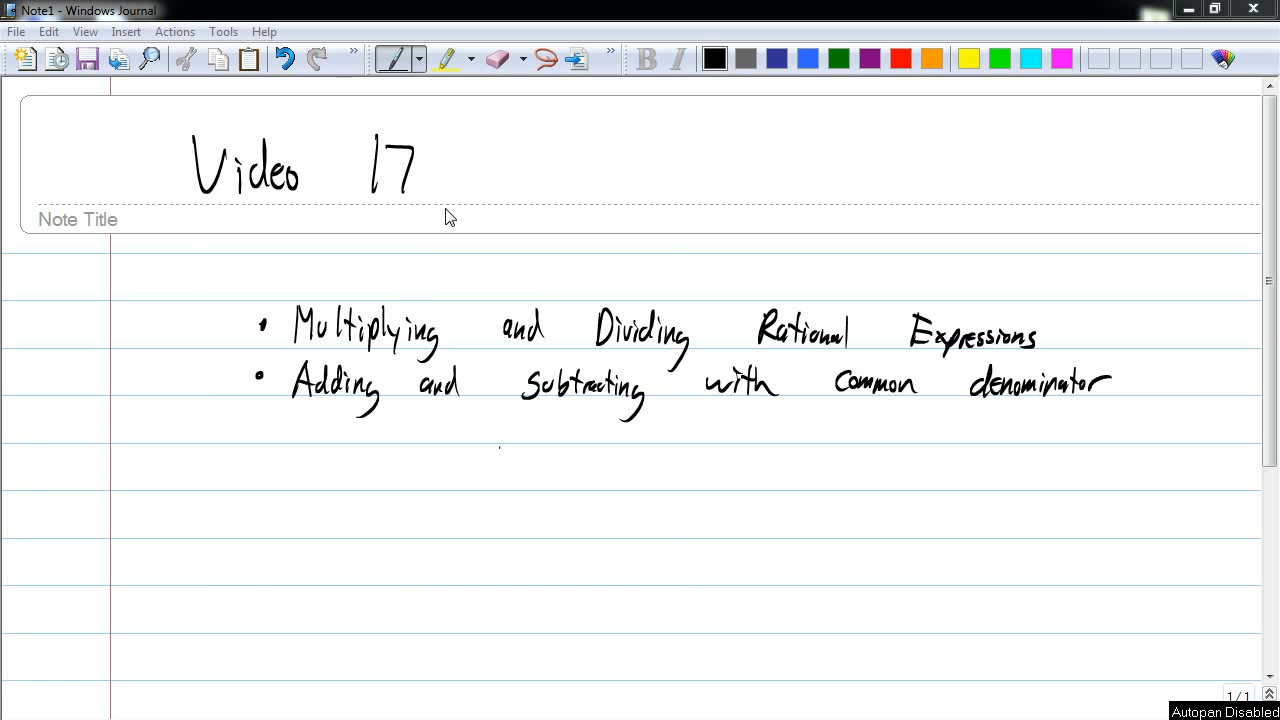 Note1 - Windows Journal
File Edit View Insert Actions Tools Help
Video 17
Note Title
• Multiplying and Dividing Rational Expressions
• Adding and Subtracting with Common denominator
1/1
Autopan Disabled